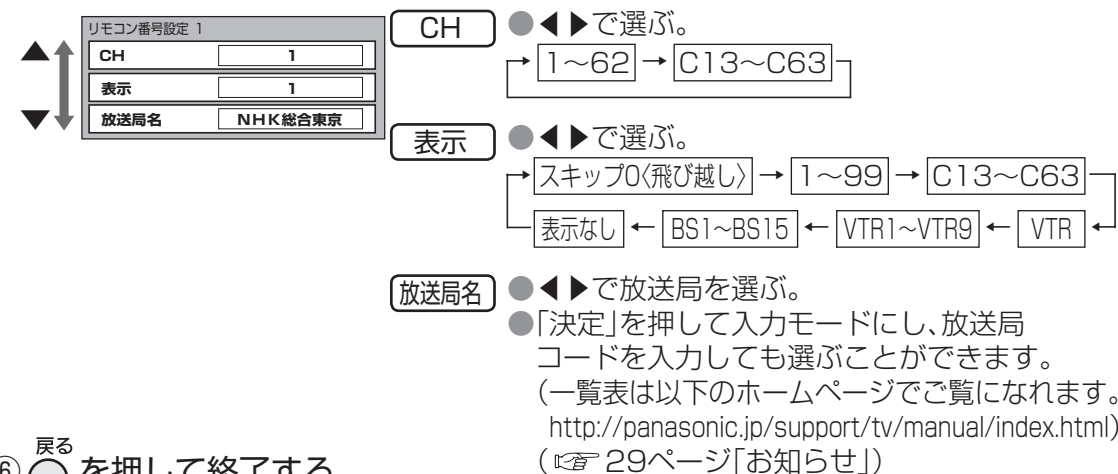 リモコン番号設定 1
CH 1
表示 1
放送局名 NHK総合東京
CH ●◀▶で選ぶ。
1〜62 → C13〜C63
表示 ●◀▶で選ぶ。
スキップ0〈飛び越し〉 → 1〜99 → C13〜C63
表示なし ← BS1〜BS15 ← VTR1〜VTR9 ← VTR
放送局名 ●◀▶で放送局を選ぶ。
●「決定」を押して入力モードにし、放送局
コードを入力しても選ぶことができます。
(一覧表は以下のホームページでご覧になれます。
http://panasonic.jp/support/tv/manual/index.html)
(☞ 29ページ「お知らせ」)
戻る
⑥ ○ を押して終了する